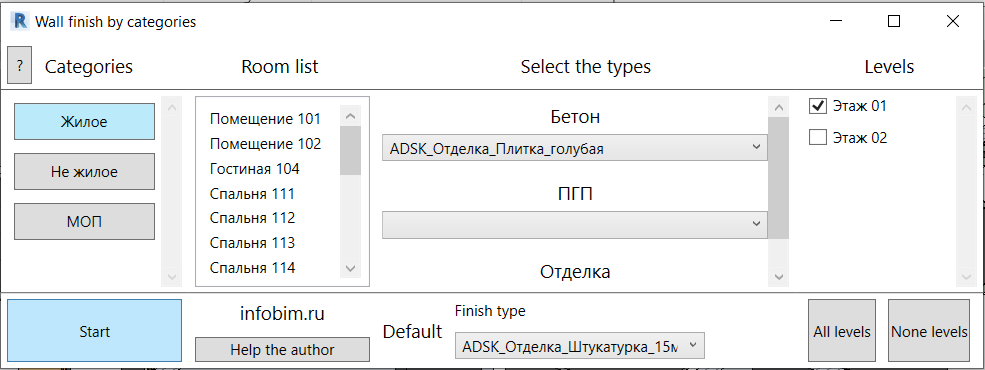 Wall finish by categories
?
Categories
Room list
Select the types
Levels
Жилое
Не жилое
МОП
Помещение 101
Помещение 102
Гостиная 104
Спальня 111
Спальня 112
Спальня 113
Спальня 114
Бетон
ADSK_Отделка_Плитка_голубая
ПГП
Отделка
Этаж 01
Этаж 02
Start
infobim.ru
Help the author
Default
Finish type
ADSK_Отделка_Штукатурка_15м
All levels
None levels